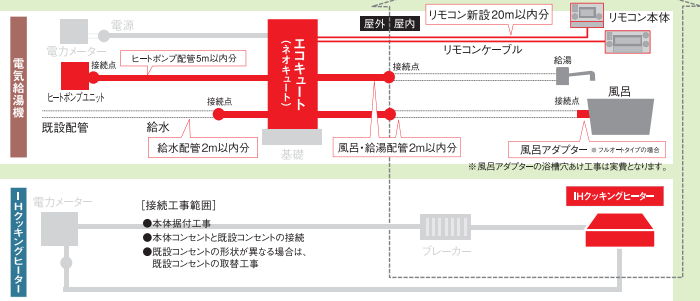 電気給湯機
電源
電力メーター
屋外 屋内
リモコン新設20m以内分
リモコン本体
リモコンケーブル
エコキュート
（ネオキュート）
ヒートポンプ配管5m以内分
接続点
ヒートポンプユニット
接続点
給湯
接続点
既設配管
給水
給水配管2m以内分
基礎
風呂・給湯配管2m以内分
接続点
風呂
風呂アダプター ※フルオートタイプの場合
※風呂アダプターの浴槽穴あけ工事は実費となります。
IHクッキングヒーター
電力メーター
［接続工事範囲］
●本体据付工事
●本体コンセントと既設コンセントの接続
●既設コンセントの形状が異なる場合は、
既設コンセントの取替工事
ブレーカー
IHクッキングヒーター